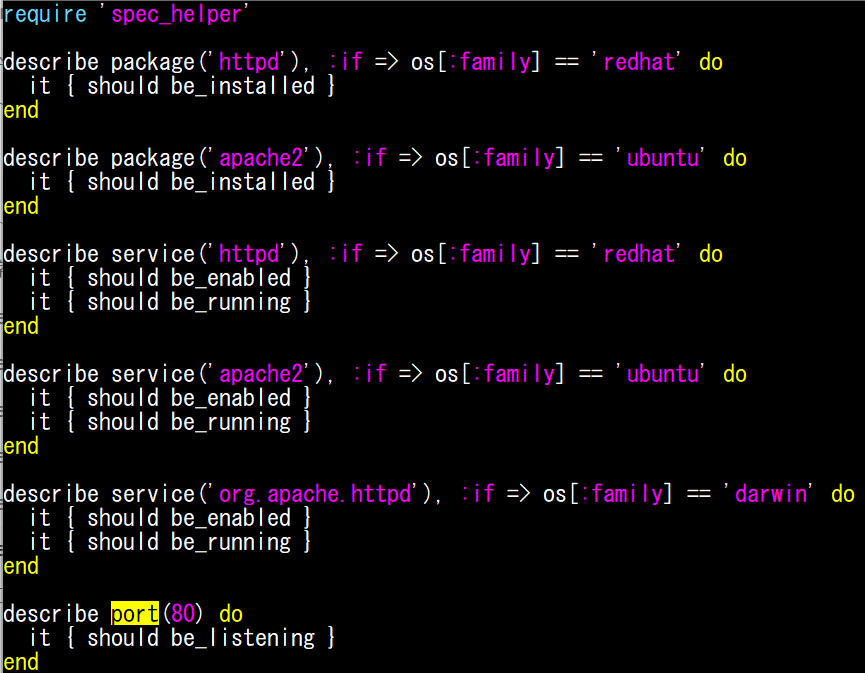 require 'spec_helper'

describe package('httpd'), :if => os[:family] == 'redhat' do
  it { should be_installed }
end

describe package('apache2'), :if => os[:family] == 'ubuntu' do
  it { should be_installed }
end

describe service('httpd'), :if => os[:family] == 'redhat' do
  it { should be_enabled }
  it { should be_running }
end

describe service('apache2'), :if => os[:family] == 'ubuntu' do
  it { should be_enabled }
  it { should be_running }
end

describe service('org.apache.httpd'), :if => os[:family] == 'darwin' do
  it { should be_enabled }
  it { should be_running }
end

describe port(80) do
  it { should be_listening }
end